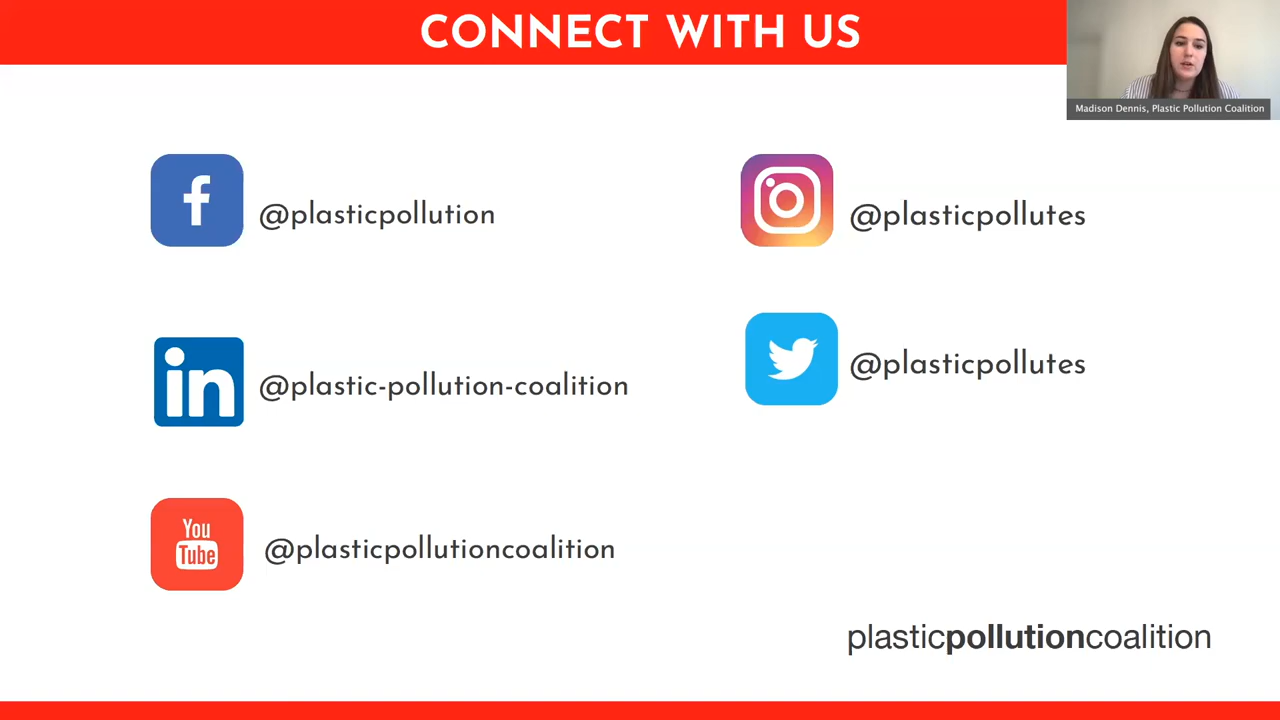 CONNECT WITH US
Madison Dennis, Plastic Pollution Coalition
f
@plasticpollution
@plasticpollutes
in
@plastic-pollution-coalition
@plasticpollutes
You
Tube
@plasticpollutioncoalition
plasticpollutioncoalition